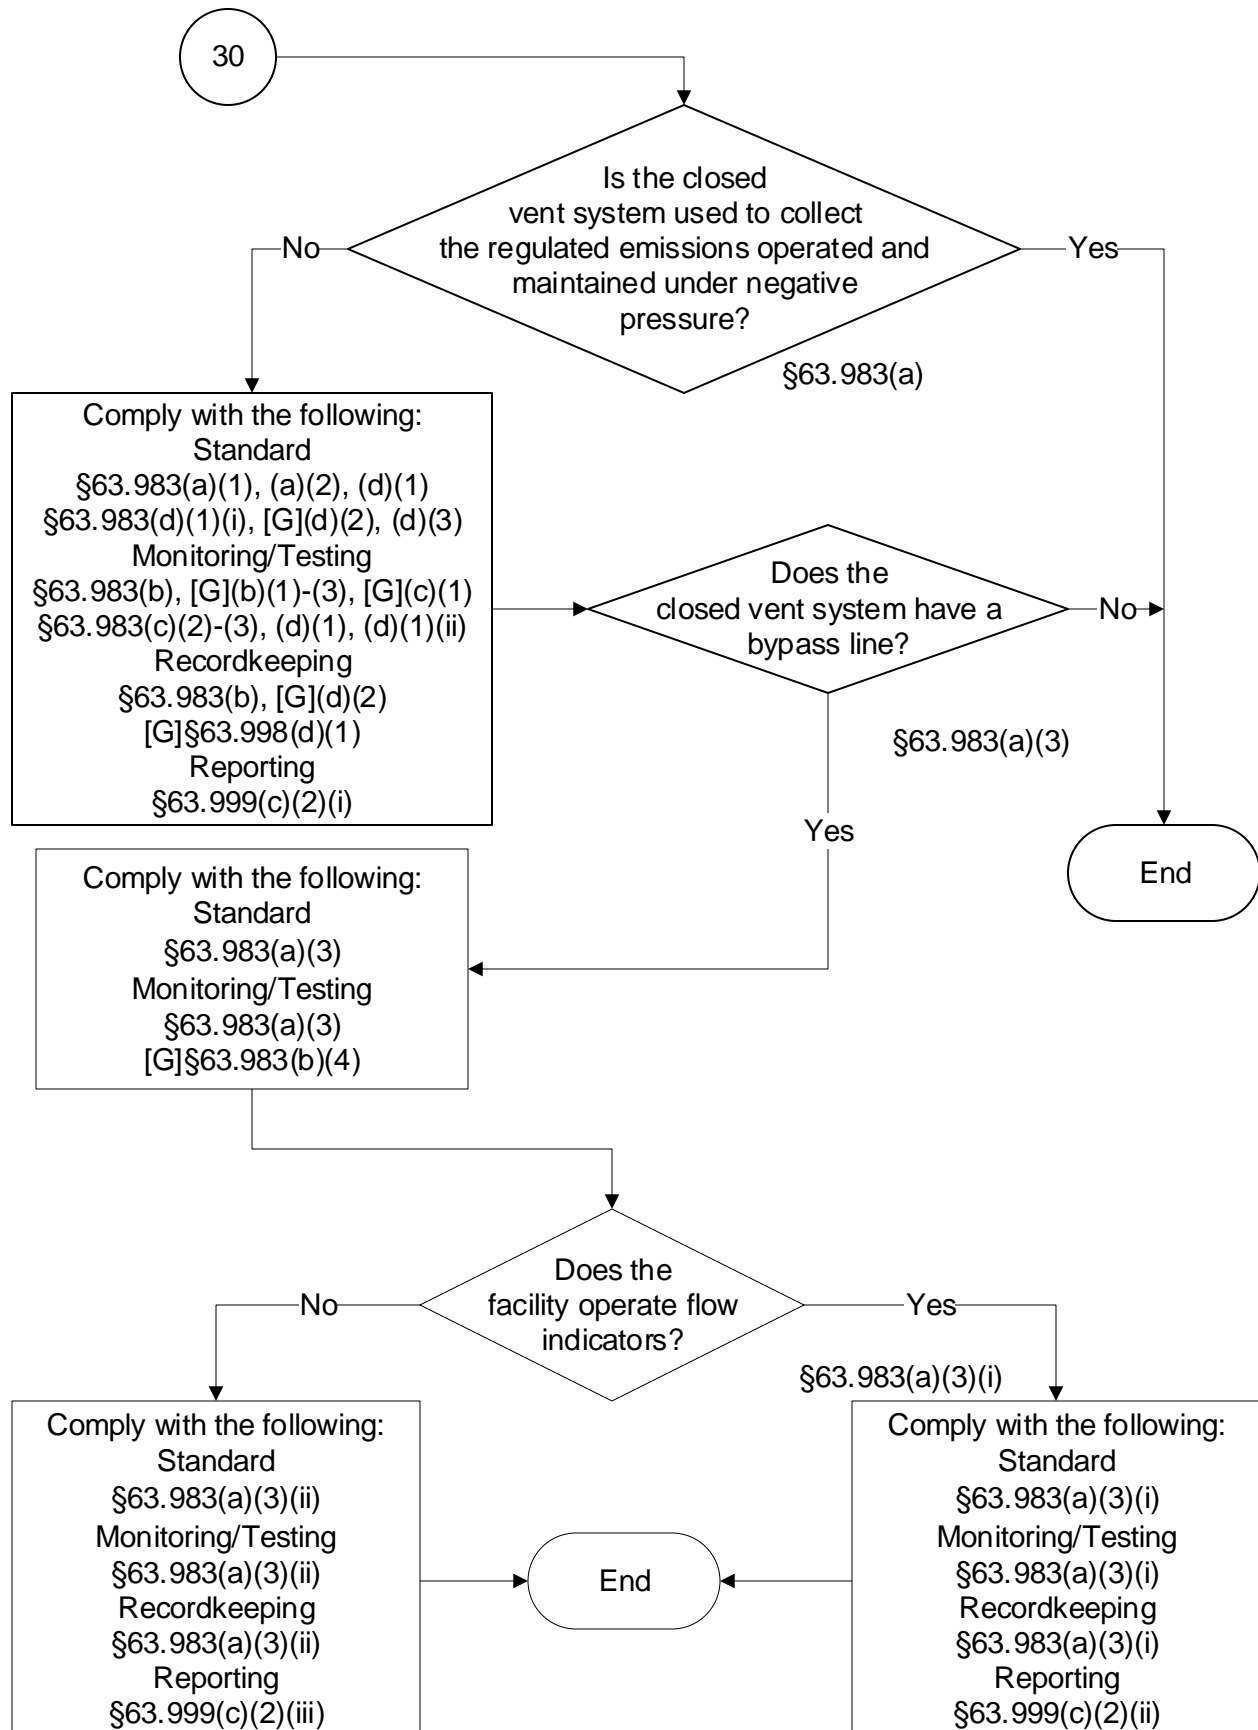 30
Is the closed
vent system used to collect
the regulated emissions operated and
maintained under negative
pressure?
No
Yes
§63.983(a)
Comply with the following:
Standard
§63.983(a)(1), (a)(2), (d)(1)
§63.983(d)(1)(i), [G](d)(2), (d)(3)
Monitoring/Testing
§63.983(b), [G](b)(1)-(3), [G](c)(1)
§63.983(c)(2)-(3), (d)(1), (d)(1)(ii)
Recordkeeping
§63.983(b), [G](d)(2)
[G]§63.998(d)(1)
Reporting
§63.999(c)(2)(i)
Does the
closed vent system have a
bypass line?
No
§63.983(a)(3)
Yes
End
Comply with the following:
Standard
§63.983(a)(3)
Monitoring/Testing
§63.983(a)(3)
[G]§63.983(b)(4)
Does the
facility operate flow
indicators?
No
Yes
§63.983(a)(3)(i)
Comply with the following:
Standard
§63.983(a)(3)(ii)
Monitoring/Testing
§63.983(a)(3)(ii)
Recordkeeping
§63.983(a)(3)(ii)
Reporting
§63.999(c)(2)(iii)
End
Comply with the following:
Standard
§63.983(a)(3)(i)
Monitoring/Testing
§63.983(a)(3)(i)
Recordkeeping
§63.983(a)(3)(i)
Reporting
§63.999(c)(2)(ii)